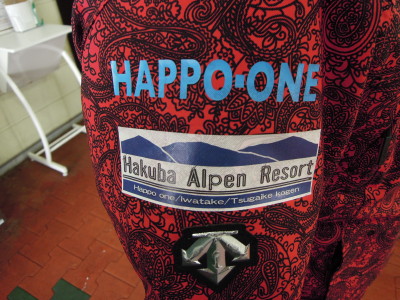 HAPPO-ONE
Hakuba Alpen Resort
Happo one/Iwatake/Tsugaike kogen